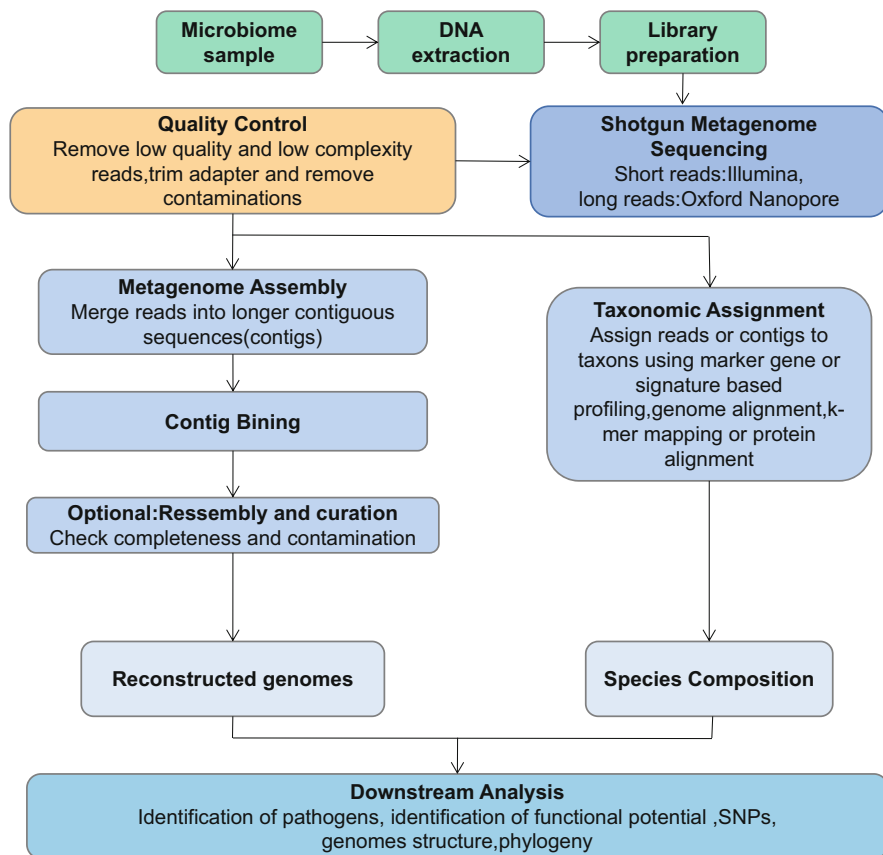 Microbiome
sample
DNA
extraction
Library
preparation
Quality Control
Remove low quality and low complexity
reads,trim adapter and remove
contaminations
Shotgun Metagenome
Sequencing
Short reads:Illumina,
long reads:Oxford Nanopore
Metagenome Assembly
Merge reads into longer contiguous
sequences(contigs)
Contig Bining
Optional:Ressembly and curation
Check completeness and contamination
Taxonomic Assignment
Assign reads or contigs to
taxons using marker gene or
signature based
profiling,genome alignment,k-
mer mapping or protein
alignment
Reconstructed genomes
Species Composition
Downstream Analysis
Identification of pathogens, identification of functional potential ,SNPs,
genomes structure,phylogeny